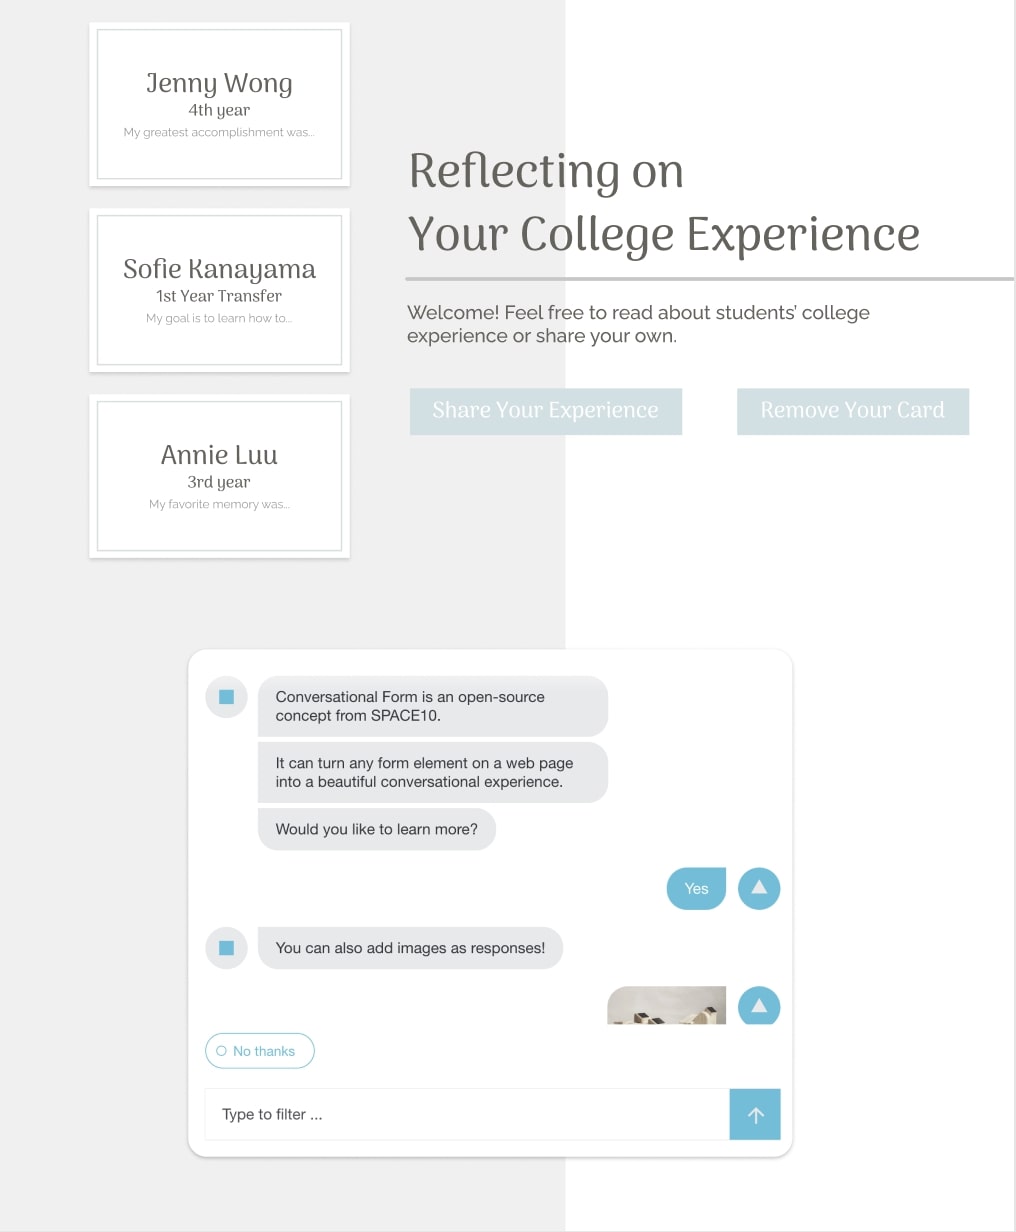 Jenny Wong
4th year
My greatest accomplishment was...
Sofie Kanayama
1st Year Transfer
My goal is to learn how to...
Annie Luu
3rd year
My favorite memory was...
Reflecting on
Your College Experience
Welcome! Feel free to read about students’ college
experience or share your own.
Share Your Experience
Remove Your Card
Conversational Form is an open-source
concept from SPACE10.
It can turn any form element on a web page
into a beautiful conversational experience.
Would you like to learn more?
Yes
You can also add images as responses!
No thanks
Type to filter ...